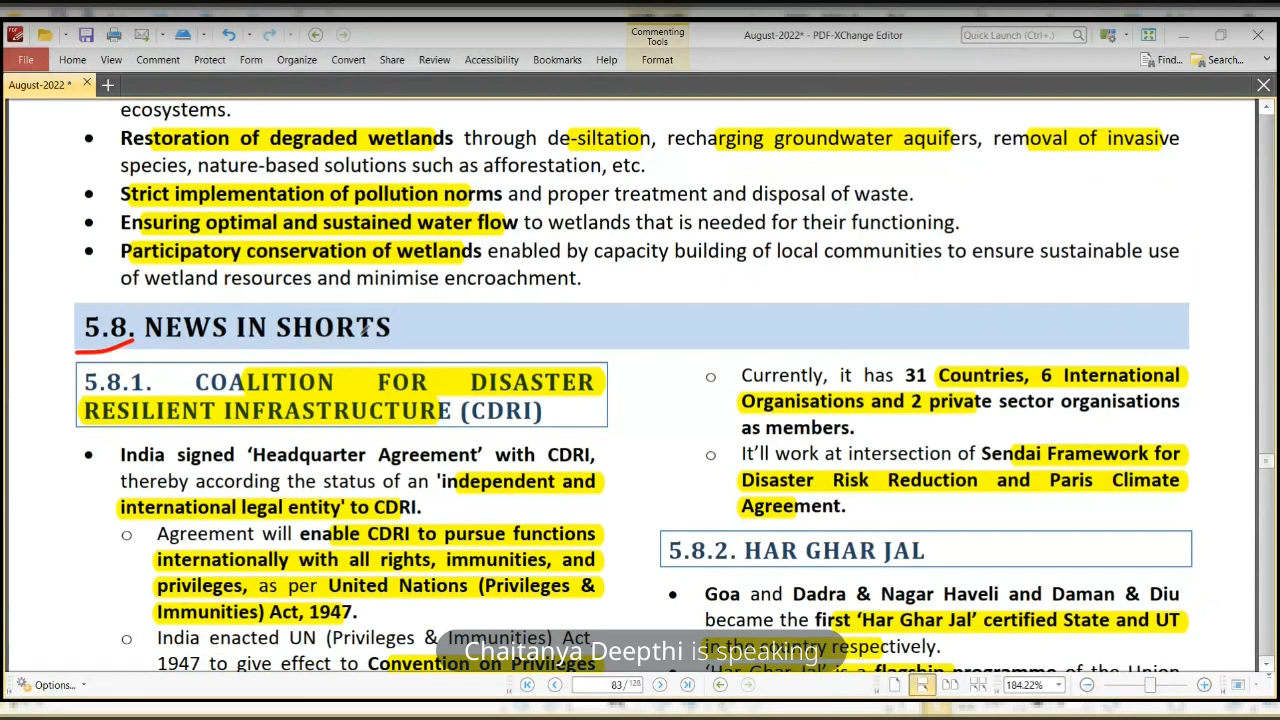 Commenting Tools
August-2022* - PDF-XChange Editor
Quick Launch (Ctrl+.)
File
Home
View
Comment
Protect
Form
Organize
Convert
Share
Review
Accessibility
Bookmarks
Help
Format
Find...
Search...
August-2022 *
ecosystems.
• Restoration of degraded wetlands through de-siltation, recharging groundwater aquifers, removal of invasive
species, nature-based solutions such as afforestation, etc.
• Strict implementation of pollution norms and proper treatment and disposal of waste.
• Ensuring optimal and sustained water flow to wetlands that is needed for their functioning.
• Participatory conservation of wetlands enabled by capacity building of local communities to ensure sustainable use
of wetland resources and minimise encroachment.
5.8. NEWS IN SHORTS
5.8.1. COALITION FOR DISASTER
RESILIENT INFRASTRUCTURE (CDRI)
• India signed ‘Headquarter Agreement’ with CDRI,
thereby according the status of an 'independent and
international legal entity' to CDRI.
o Agreement will enable CDRI to pursue functions
internationally with all rights, immunities, and
privileges, as per United Nations (Privileges &
Immunities) Act, 1947.
o India enacted UN (Privileges & Immunities) Act,
1947 to give effect to Convention on Privileges
o Currently, it has 31 Countries, 6 International
Organisations and 2 private sector organisations
as members.
o It’ll work at intersection of Sendai Framework for
Disaster Risk Reduction and Paris Climate
Agreement.
5.8.2. HAR GHAR JAL
• Goa and Dadra & Nagar Haveli and Daman & Diu
became the first ‘Har Ghar Jal’ certified State and UT
in the country respectively.
• ‘Har Ghar Jal’ is a flagship programme of the Union
Chaitanya Deepthi is speaking
Options...
83 / 128
184.22%